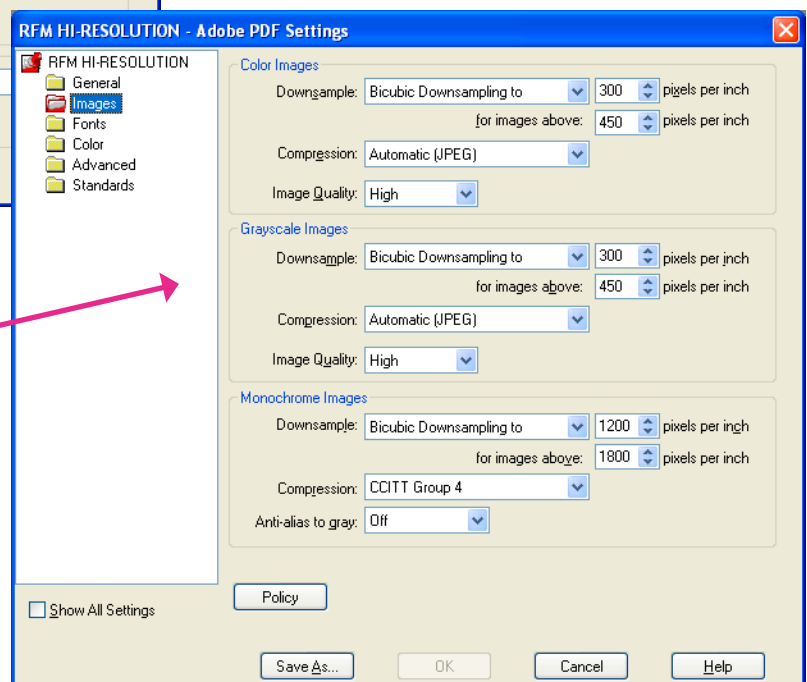 RFM HI-RESOLUTION - Adobe PDF Settings
RFM HI-RESOLUTION
General
Images
Fonts
Color
Advanced
Standards
Show All Settings
Color Images
Downsample: Bicubic Downsampling to 300 pixels per inch
for images above: 450 pixels per inch
Compression: Automatic (JPEG)
Image Quality: High
Grayscale Images
Downsample: Bicubic Downsampling to 300 pixels per inch
for images above: 450 pixels per inch
Compression: Automatic (JPEG)
Image Quality: High
Monochrome Images
Downsample: Bicubic Downsampling to 1200 pixels per inch
for images above: 1800 pixels per inch
Compression: CCITT Group 4
Anti-alias to gray: Off
Policy
Save As... OK Cancel Help